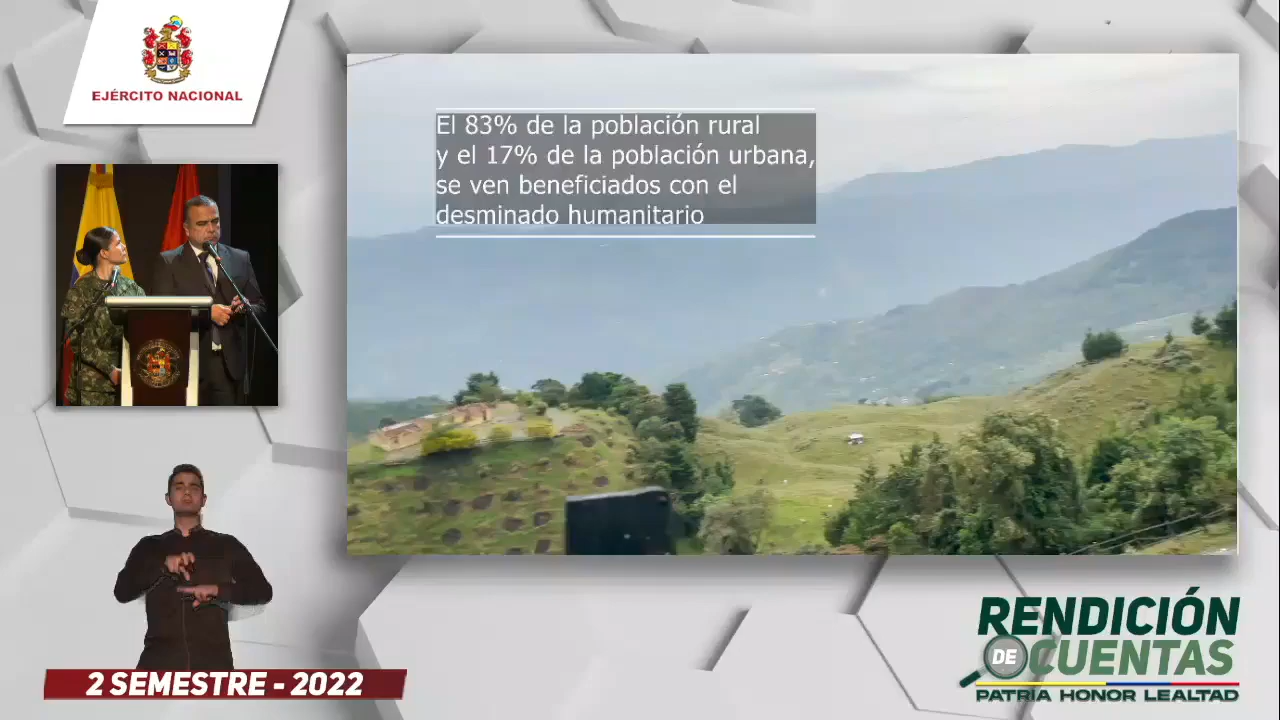 EJÉRCITO NACIONAL
El 83% de la población rural
y el 17% de la población urbana,
se ven beneficiados con el
desminado humanitario
2 SEMESTRE - 2022
RENDICIÓN
DE CUENTAS
PATRIA HONOR LEALTAD